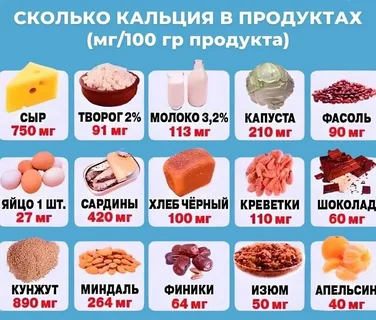 СКОЛЬКО КАЛЬЦИЯ В ПРОДУКТАХ
(мг/100 гр продукта)
СЫР
750 мг
ТВОРОГ 2%
91 мг
МОЛОКО 3,2%
113 мг
КАПУСТА
210 мг
ФАСОЛЬ
90 мг
ЯЙЦО 1 ШТ.
27 мг
САРДИНЫ
420 мг
ХЛЕБ ЧЁРНЫЙ
100 мг
КРЕВЕТКИ
110 мг
ШОКОЛАД
60 мг
КУНЖУТ
890 мг
МИНДАЛЬ
264 мг
ФИНИКИ
64 мг
ИЗЮМ
50 мг
АПЕЛЬСИН
40 мг